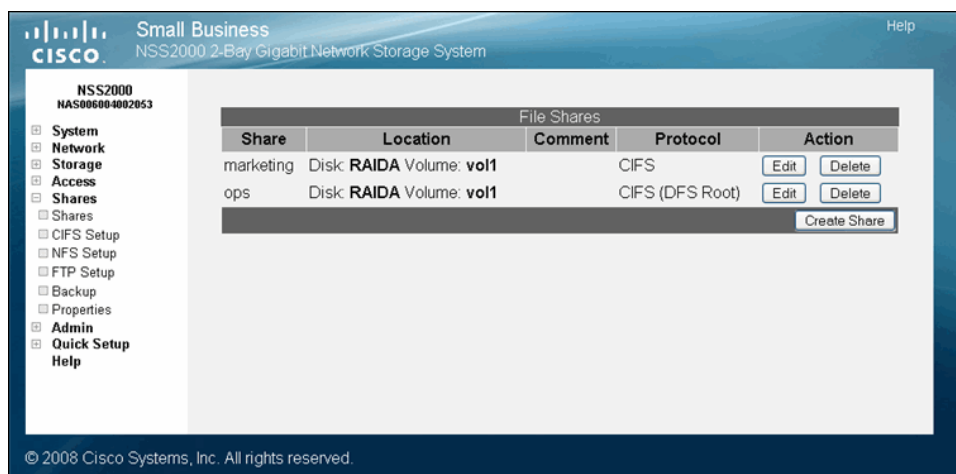 CISCO.
Small Business
NSS2000 2-Bay Gigabit Network Storage System
Help
NSS2000
NAS006004002053
System
Network
Storage
Access
Shares
Shares
CIFS Setup
NFS Setup
FTP Setup
Backup
Properties
Admin
Quick Setup
Help
File Shares
Share Location Comment Protocol Action
marketing Disk: RAIDA Volume: vol1 CIFS Edit Delete
ops Disk: RAIDA Volume: vol1 CIFS (DFS Root) Edit Delete
Create Share
© 2008 Cisco Systems, Inc. All rights reserved.